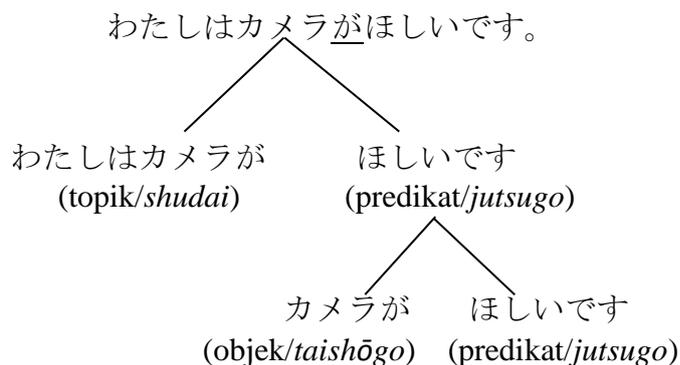 わたしはカメラがほしいです。
わたしはカメラが ほしいです
(topik/shudai) (predikat/jutsugo)
カメラが ほしいです
(objek/taishōgo) (predikat/jutsugo)